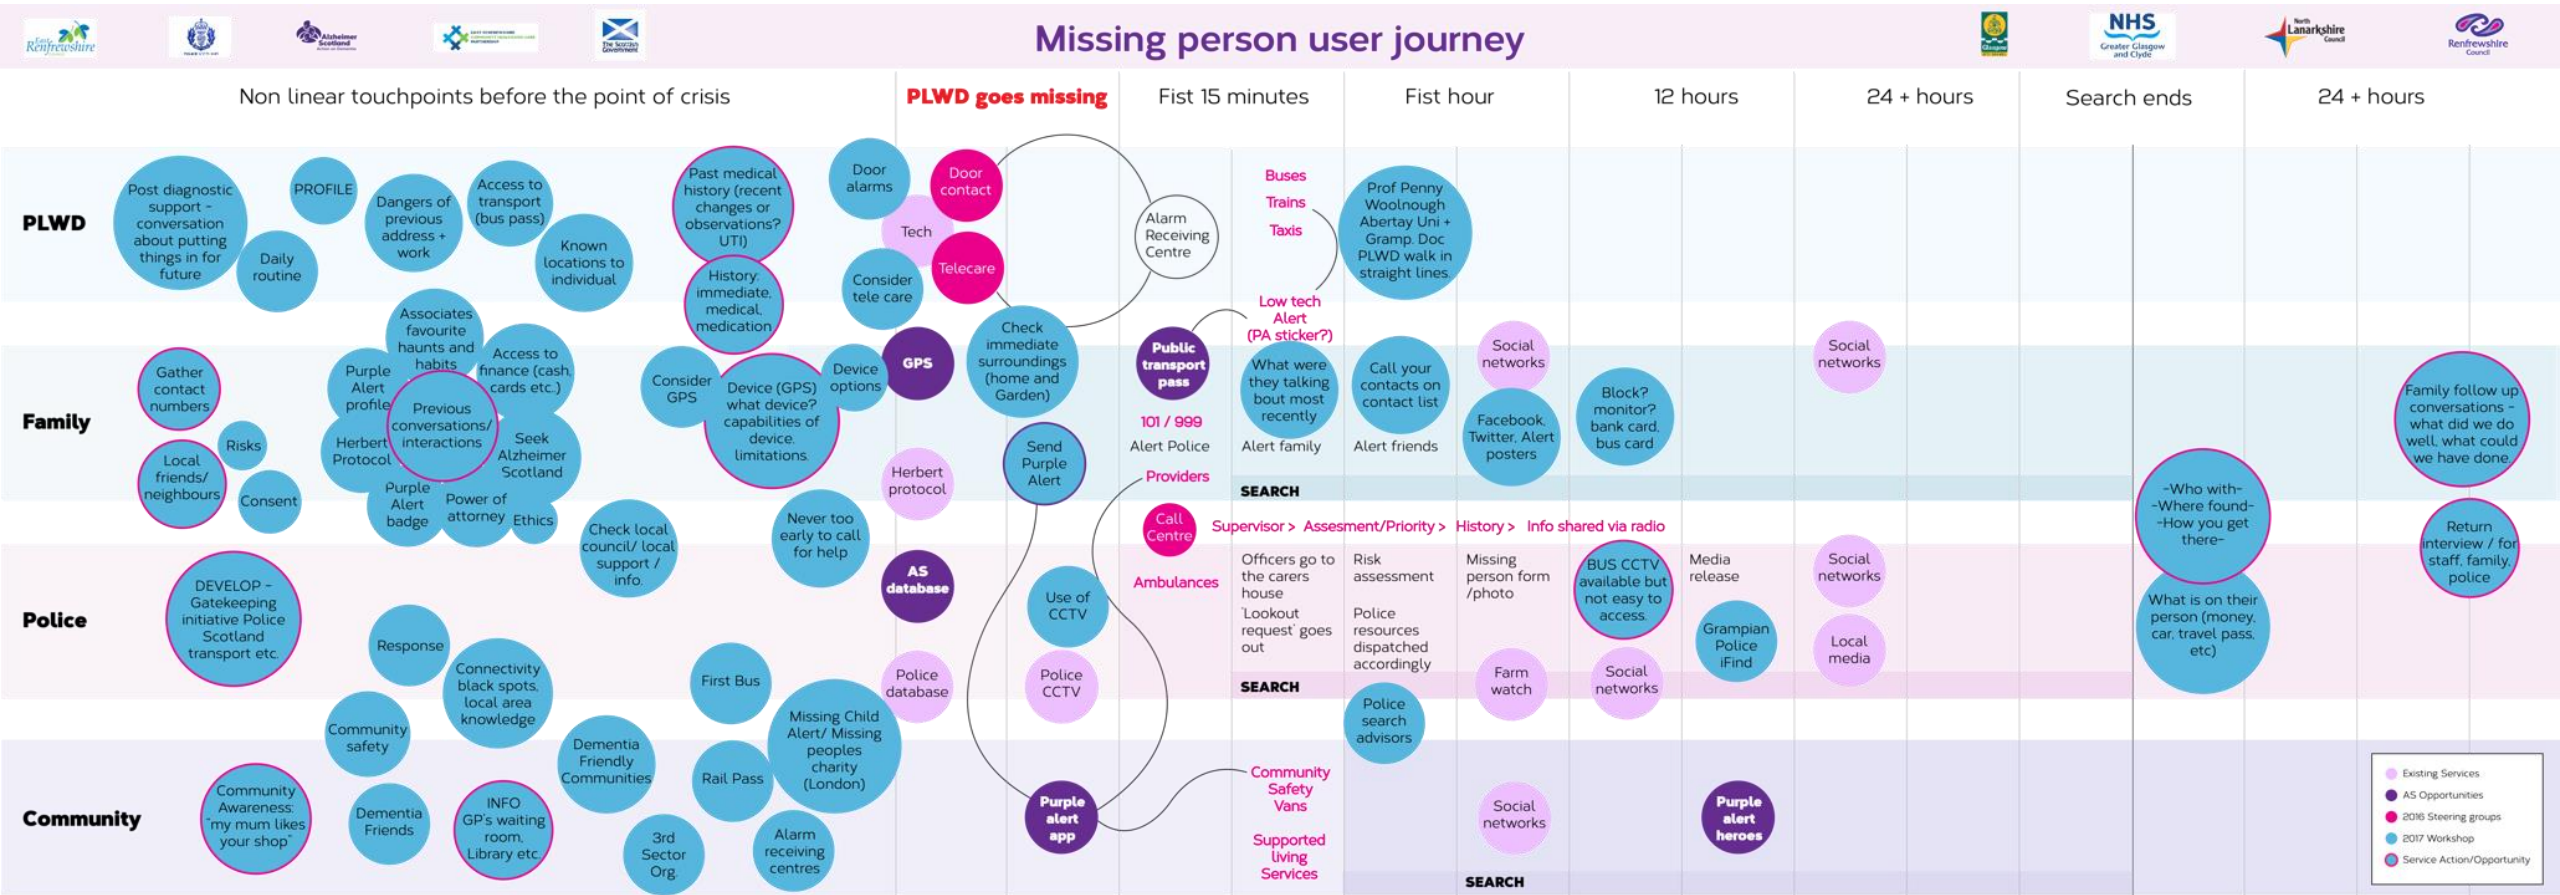 East
Renfrewshire
Alzheimer
Scotland
The Scottish
Government
Missing person user journey
Glasgow
NHS
Greater Glasgow
and Clyde
North
Lanarkshire
Council
Renfrewshire
Council
Non linear touchpoints before the point of crisis
PLWD goes missing
Fist 15 minutes
Fist hour
12 hours
24 + hours
Search ends
24 + hours
PLWD
Post diagnostic
support -
conversation
about putting
things in for
future
PROFILE
Daily
routine
Dangers of
previous
address +
work
Access to
transport
(bus pass)
Known
locations to
individual
Past medical
history (recent
changes or
observations?
UTI)
History;
immediate,
medical,
medication
Door
alarms
Consider
tele care
Tech
Door
contact
Telecare
Alarm
Receiving
Centre
Buses
Trains
Taxis
Low tech
Alert
(PA sticker?)
Prof Penny
Woolnough
Abertay Uni +
Gramp. Doc
PLWD walk in
straight lines.
Family
Gather
contact
numbers
Local
friends/
neighbours
Risks
Consent
Associates
favourite
haunts and
habits
Purple
Alert
profile
Access to
finance (cash,
cards etc.)
Previous
conversations/
interactions
Herbert
Protocol
Seek
Alzheimer
Scotland
Purple
Alert
badge
Power of
attorney
Ethics
Consider
GPS
Device (GPS)
what device?
capabilities of
device.
limitations.
Device
options
Check local
council/ local
support /
info.
Never too
early to call
for help
GPS
Herbert
protocol
Check
immediate
surroundings
(home and
Garden)
Send
Purple
Alert
Public
transport
pass
101 / 999
Alert Police
Providers
What were
they talking
bout most
recently
Alert family
Call your
contacts on
contact list
Alert friends
Social
networks
Facebook,
Twitter, Alert
posters
Block?
monitor?
bank card,
bus card
Social
networks
SEARCH
Family follow up
conversations -
what did we do
well, what could
we have done.
Call
Centre
Supervisor > Assesment/Priority > History > Info shared via radio
Police
DEVELOP -
Gatekeeping
initiative Police
Scotland
transport etc.
Response
Connectivity
black spots,
local area
knowledge
First Bus
AS
database
Police
database
Use of
CCTV
Police
CCTV
Ambulances
Officers go to
the carers
house
'Lookout
request' goes
out
Risk
assessment
Police
resources
dispatched
accordingly
Missing
person form
/photo
Farm
watch
BUS CCTV
available but
not easy to
access.
Social
networks
Media
release
Grampian
Police
iFind
Social
networks
Local
media
SEARCH
Police
search
advisors
-Who with-
-Where found-
-How you get
there-
What is on their
person (money,
car, travel pass,
etc)
Return
interview / for
staff, family,
police
Community
Community
Awareness:
"my mum likes
your shop"
Community
safety
Dementia
Friends
INFO
GP's waiting
room,
Library etc.
Dementia
Friendly
Communities
3rd
Sector
Org.
Rail Pass
Missing Child
Alert/ Missing
peoples
charity
(London)
Alarm
receiving
centres
Purple
alert
app
Community
Safety
Vans
Supported
living
Services
Social
networks
Purple
alert
heroes
SEARCH
Existing Services
AS Opportunities
2016 Steering groups
2017 Workshop
Service Action/Opportunity